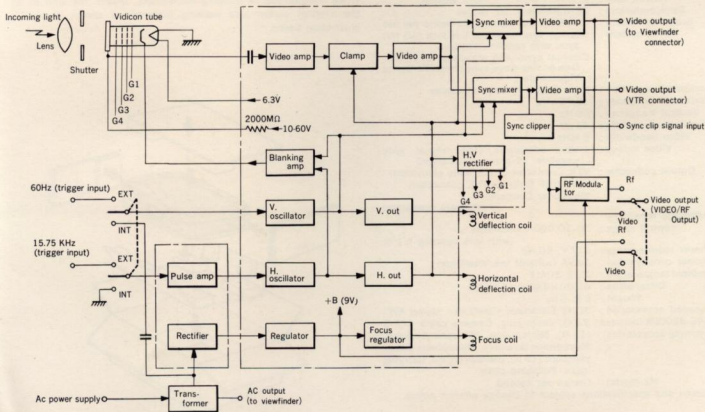 Incoming light
Lens
Shutter
Vidicon tube
G1
G2
G3
G4
6.3V
2000MΩ
10-60V
Video amp
Clamp
Video amp
Sync mixer
Video amp
Video output
(to Viewfinder
connector)
Sync mixer
Video amp
Video output
(VTR connector)
Sync clipper
Sync clip signal input
Blanking
amp
H.V
rectifier
G4
G3
G2
G1
RF Modula-
tor
Rf
Video output
(VIDEO/RF
Output)
Video
Rf
Video
60Hz (trigger input)
EXT
INT
V.
oscillator
V. out
Vertical
deflection coil
15.75 KHz
(trigger input)
EXT
INT
Pulse amp
H.
oscillator
H. out
Horizontal
deflection coil
+B (9V)
Rectifier
Regulator
Focus
regulator
Focus coil
Ac power supply
Trans-
former
AC output
(to viewfinder)